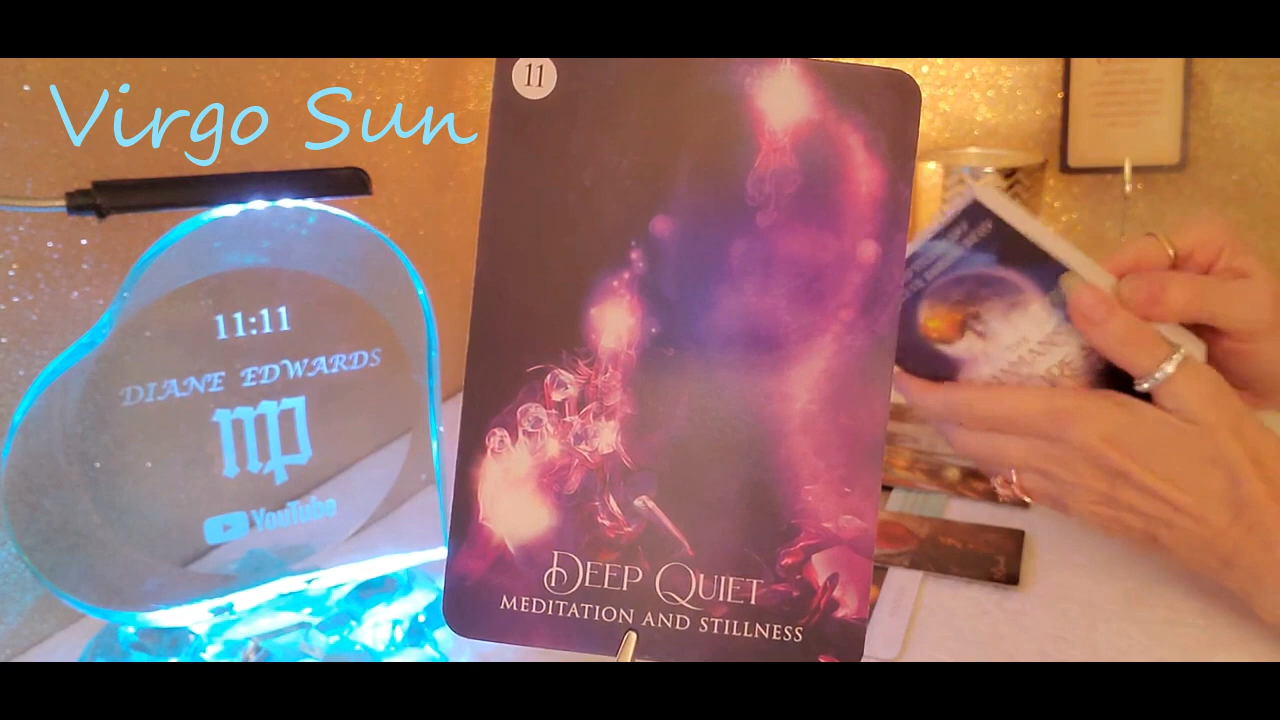 Virgo Sun
11
11:11
DIANE EDWARDS
YouTube
DEEP QUIET
MEDITATION AND STILLNESS